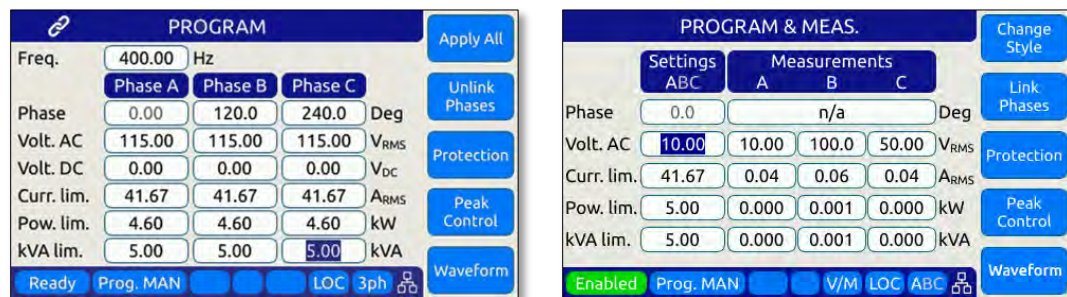 PROGRAM
Apply All
Freq. 400.00 Hz
Phase A Phase B Phase C
Unlink Phases
Phase 0.00 120.0 240.0 Deg
Volt. AC 115.00 115.00 115.00 VRMS
Protection
Volt. DC 0.00 0.00 0.00 VDC
Curr. lim. 41.67 41.67 41.67 ARMS
Peak Control
Pow. lim. 4.60 4.60 4.60 kW
kVA lim. 5.00 5.00 5.00 kVA
Waveform
Ready Prog. MAN LOC 3ph
PROGRAM & MEAS.
Change Style
Settings Measurements
ABC A B C
Link Phases
Phase 0.0 n/a Deg
Volt. AC 10.00 10.00 100.0 50.00 VRMS
Protection
Curr. lim. 41.67 0.04 0.06 0.04 ARMS
Pow. lim. 5.00 0.000 0.001 0.000 kW
Peak Control
kVA lim. 5.00 0.000 0.001 0.000 kVA
Waveform
Enabled Prog. MAN V/M LOC ABC